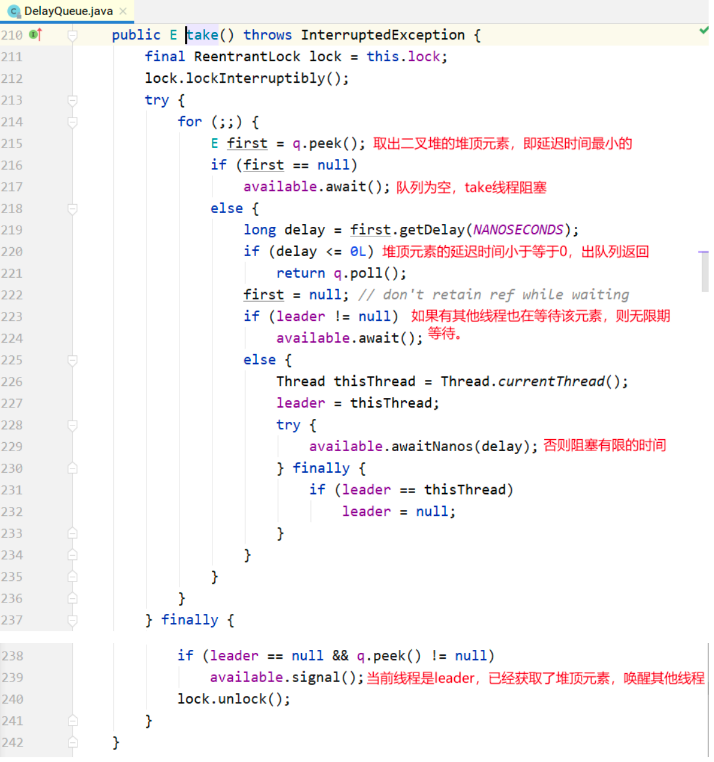 DelayQueue.java ×
210 public E take() throws InterruptedException {
211 final ReentrantLock lock = this.lock;
212 lock.lockInterruptibly();
213 try {
214 for (;;) {
215 E first = q.peek(); 取出二叉堆的堆顶元素，即延迟时间最小的
216 if (first == null)
217 available.await(); 队列为空，take线程阻塞
218 else {
219 long delay = first.getDelay(NANOSECONDS);
220 if (delay <= 0L) 堆顶元素的延迟时间小于等于0，出队列返回
221 return q.poll();
222 first = null; // don't retain ref while waiting
223 if (leader != null) 如果有其他线程也在等待该元素，则无限期
224 available.await(); 等待。
225 else {
226 Thread thisThread = Thread.currentThread();
227 leader = thisThread;
228 try {
229 available.awaitNanos(delay); 否则阻塞有限的时间
230 } finally {
231 if (leader == thisThread)
232 leader = null;
233 }
234 }
235 }
236 }
237 } finally {
238 if (leader == null && q.peek() != null)
239 available.signal(); 当前线程是leader，已经获取了堆顶元素，唤醒其他线程
240 lock.unlock();
241 }
242 }